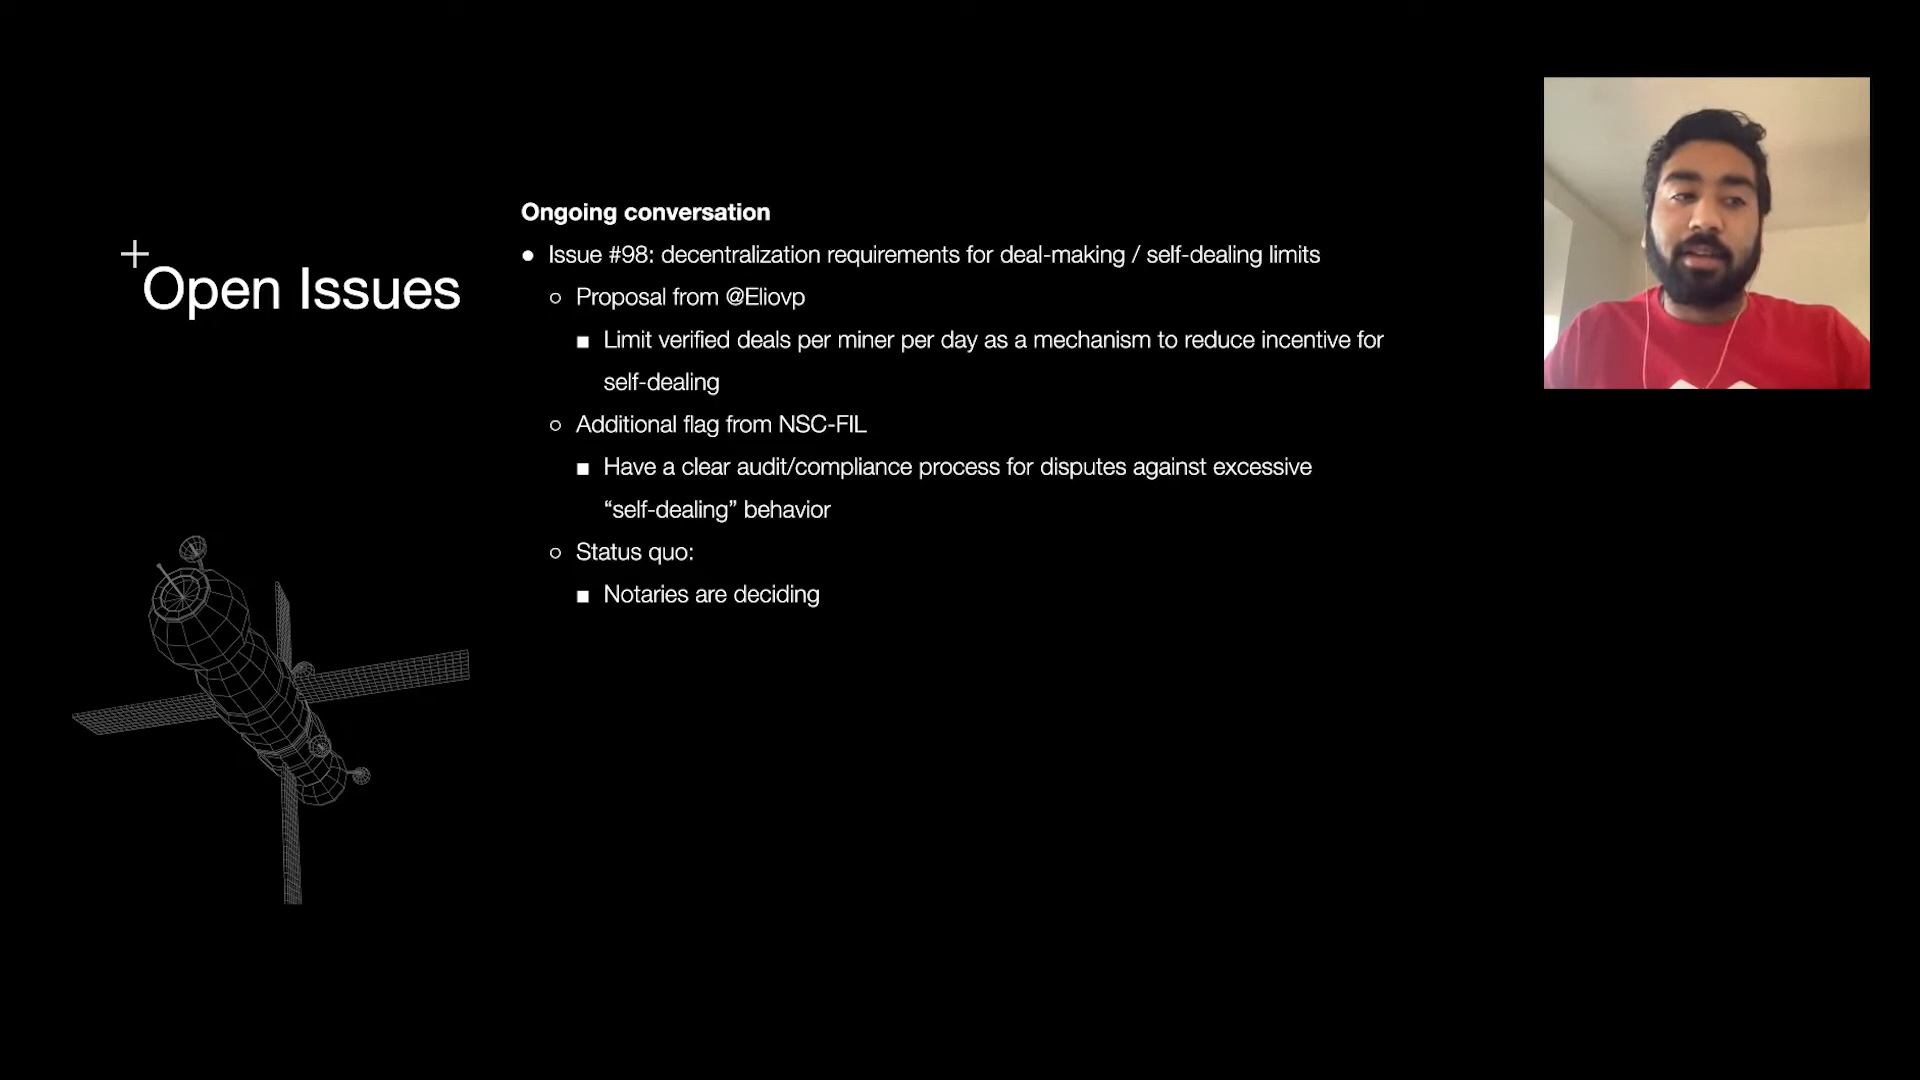 Open Issues
Ongoing conversation
● Issue #98: decentralization requirements for deal-making / self-dealing limits
○ Proposal from @Eliovp
■ Limit verified deals per miner per day as a mechanism to reduce incentive for
self-dealing
○ Additional flag from NSC-FIL
■ Have a clear audit/compliance process for disputes against excessive
“self-dealing” behavior
○ Status quo:
■ Notaries are deciding